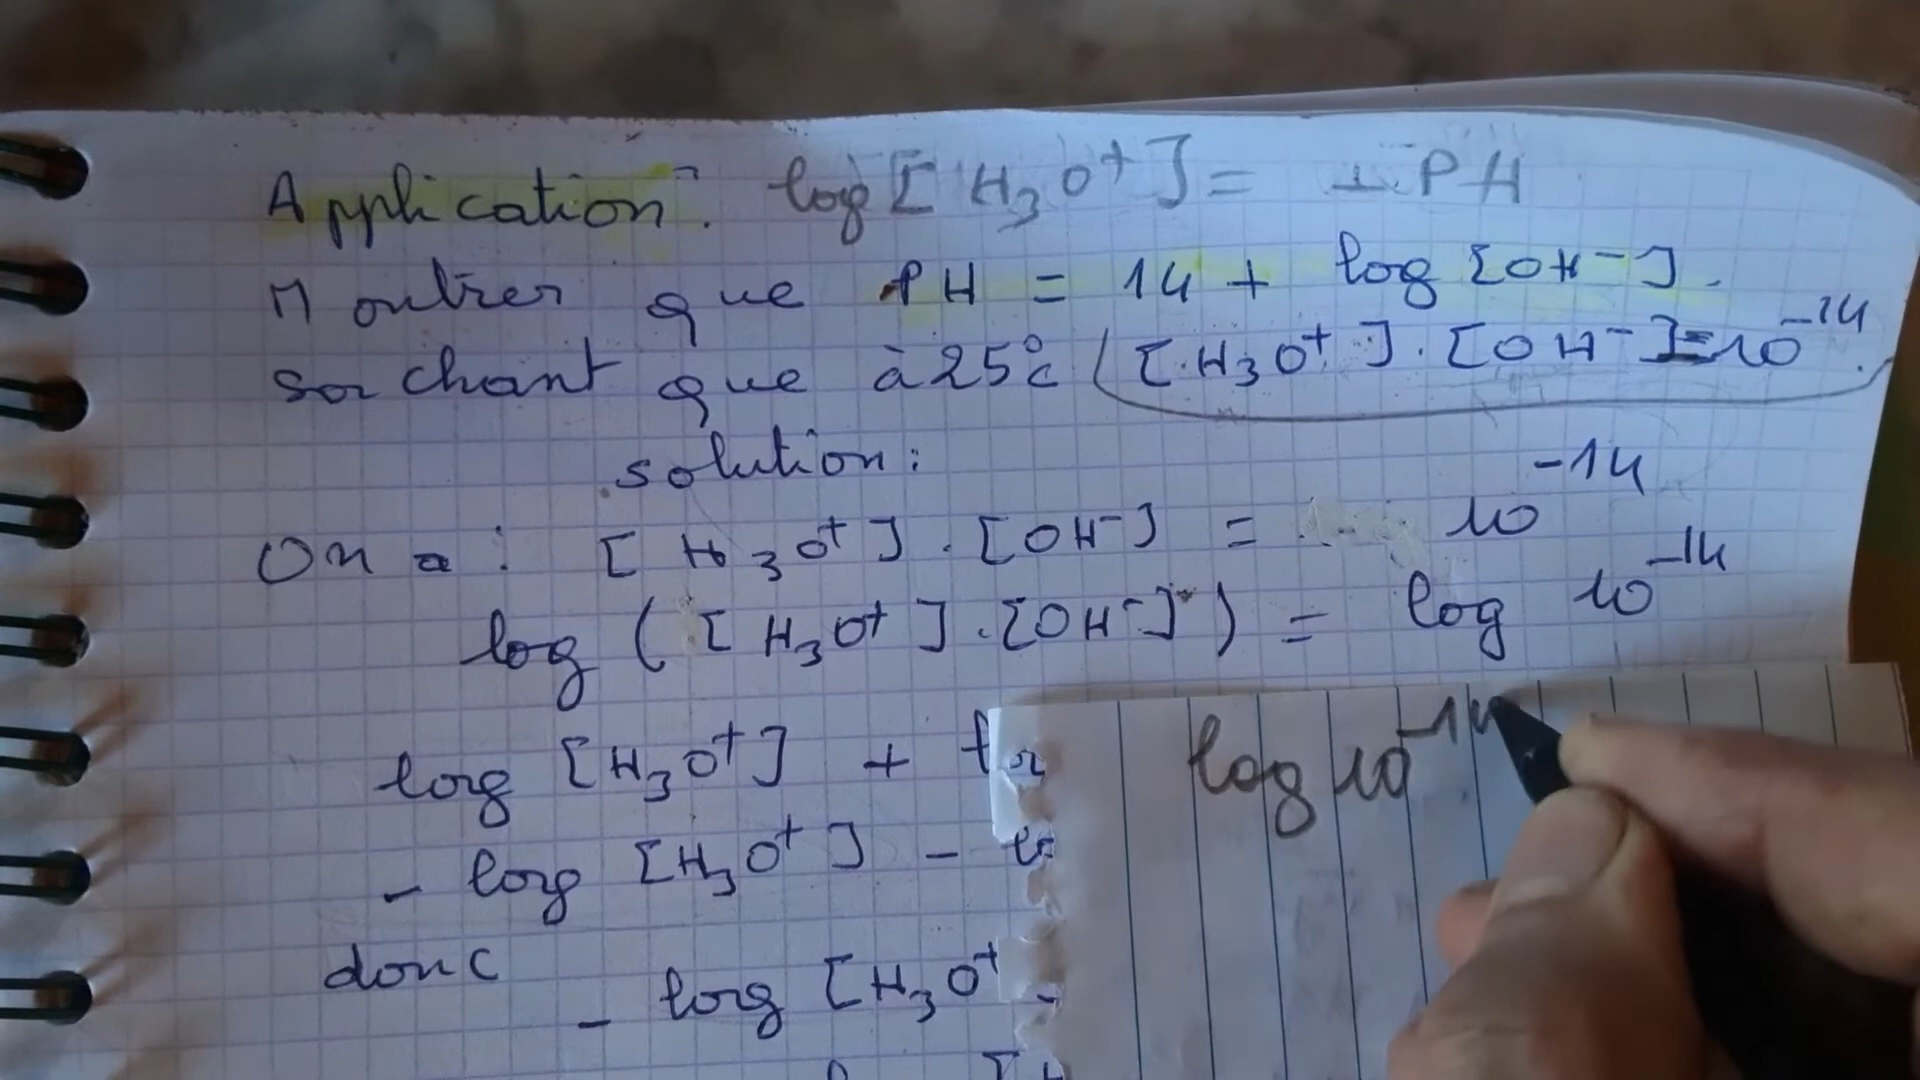 Application: log [H3O+] = - PH
Montrer que PH = 14 + log [OH-].
sachant que à 25°c ([H3O+].[OH-]=10^-14.
solution:
On a : [H3O+].[OH-] = 10^-14
log ([H3O+].[OH-]) = log 10^-14
log [H3O+] +
log 10^-14
- log [H3O+] -
donc - log [H3O+